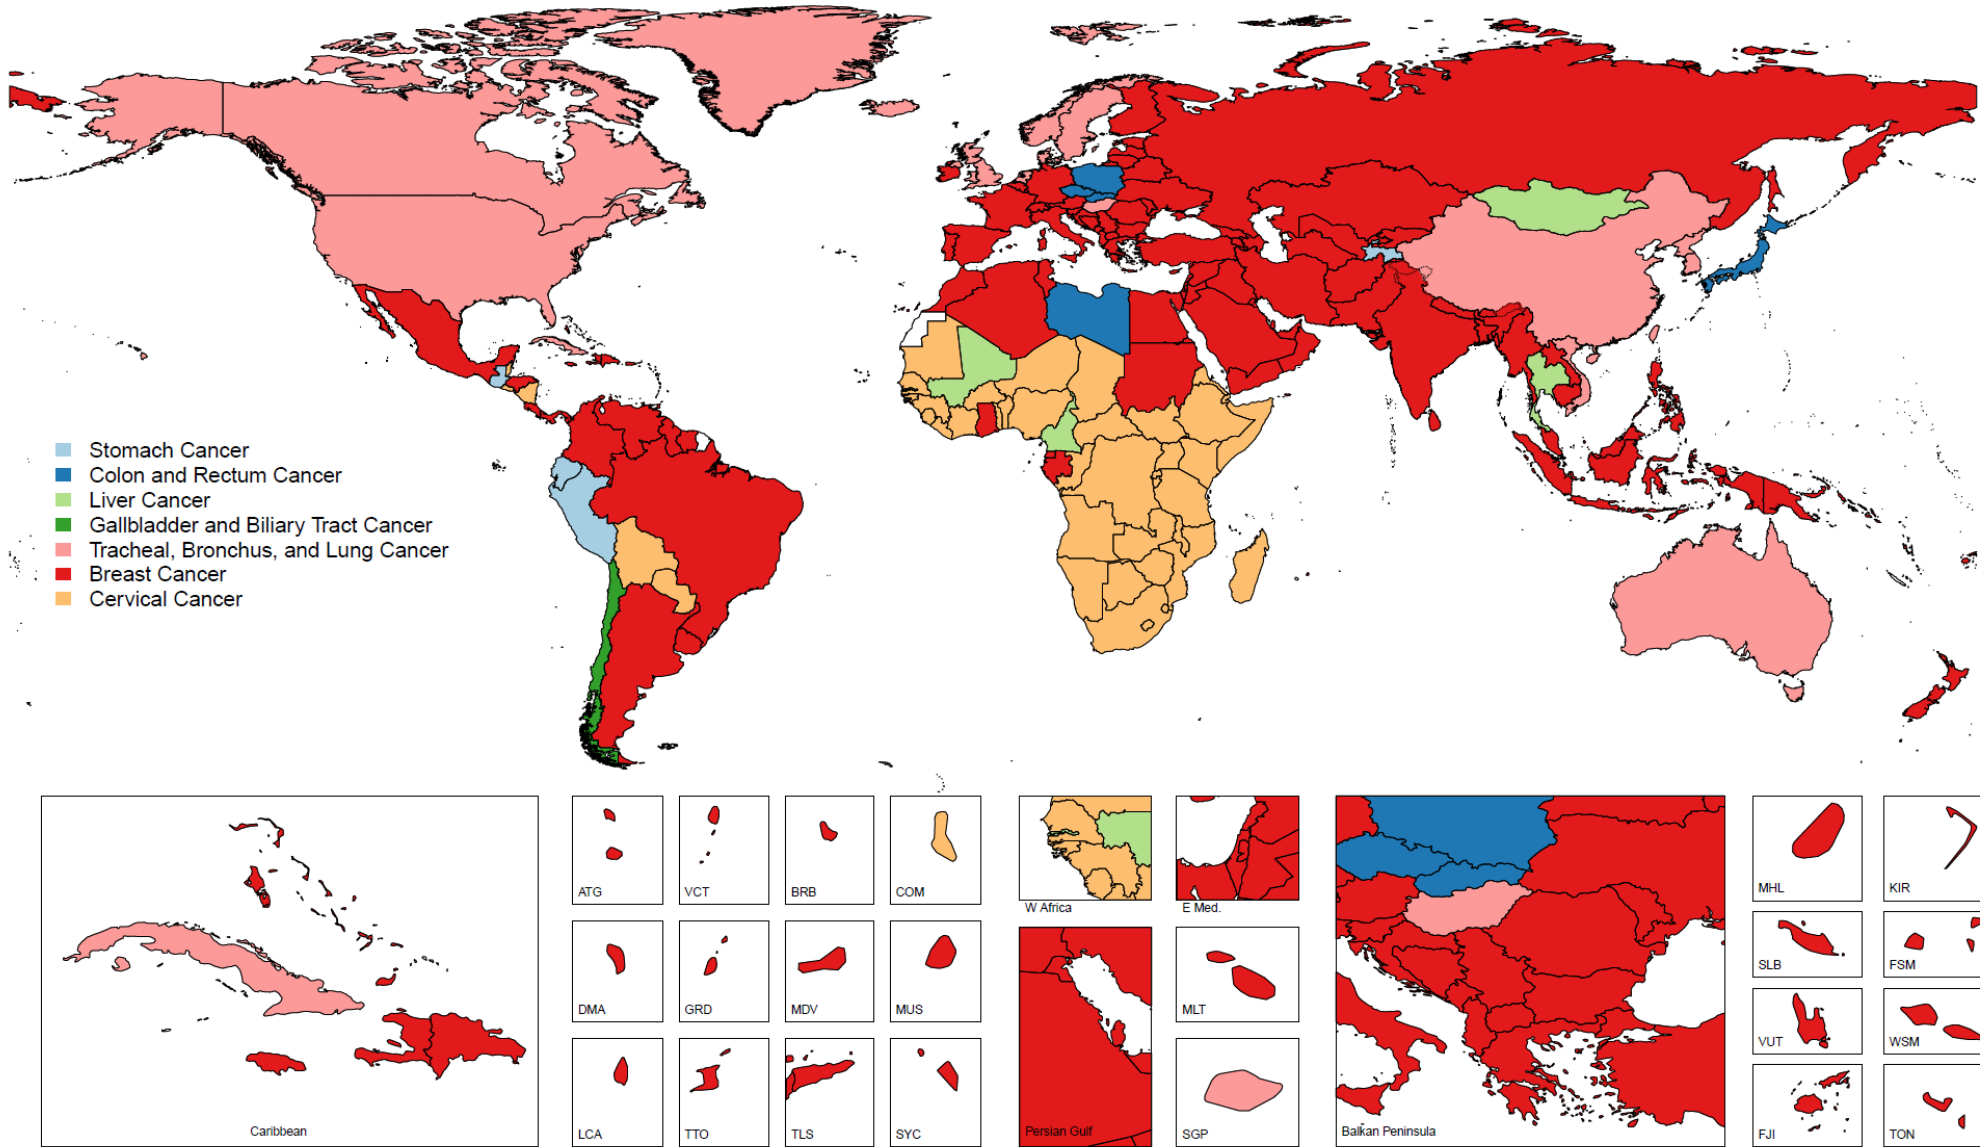 Stomach Cancer
Colon and Rectum Cancer
Liver Cancer
Gallbladder and Biliary Tract Cancer
Tracheal, Bronchus, and Lung Cancer
Breast Cancer
Cervical Cancer
Caribbean
ATG
VCT
BRB
COM
DMA
GRD
MDV
MUS
LCA
TTO
TLS
SYC
W Africa
E Med.
Persian Gulf
MLT
SGP
Balkan Peninsula
MHL
KIR
SLB
FSM
VUT
WSM
FJI
TON